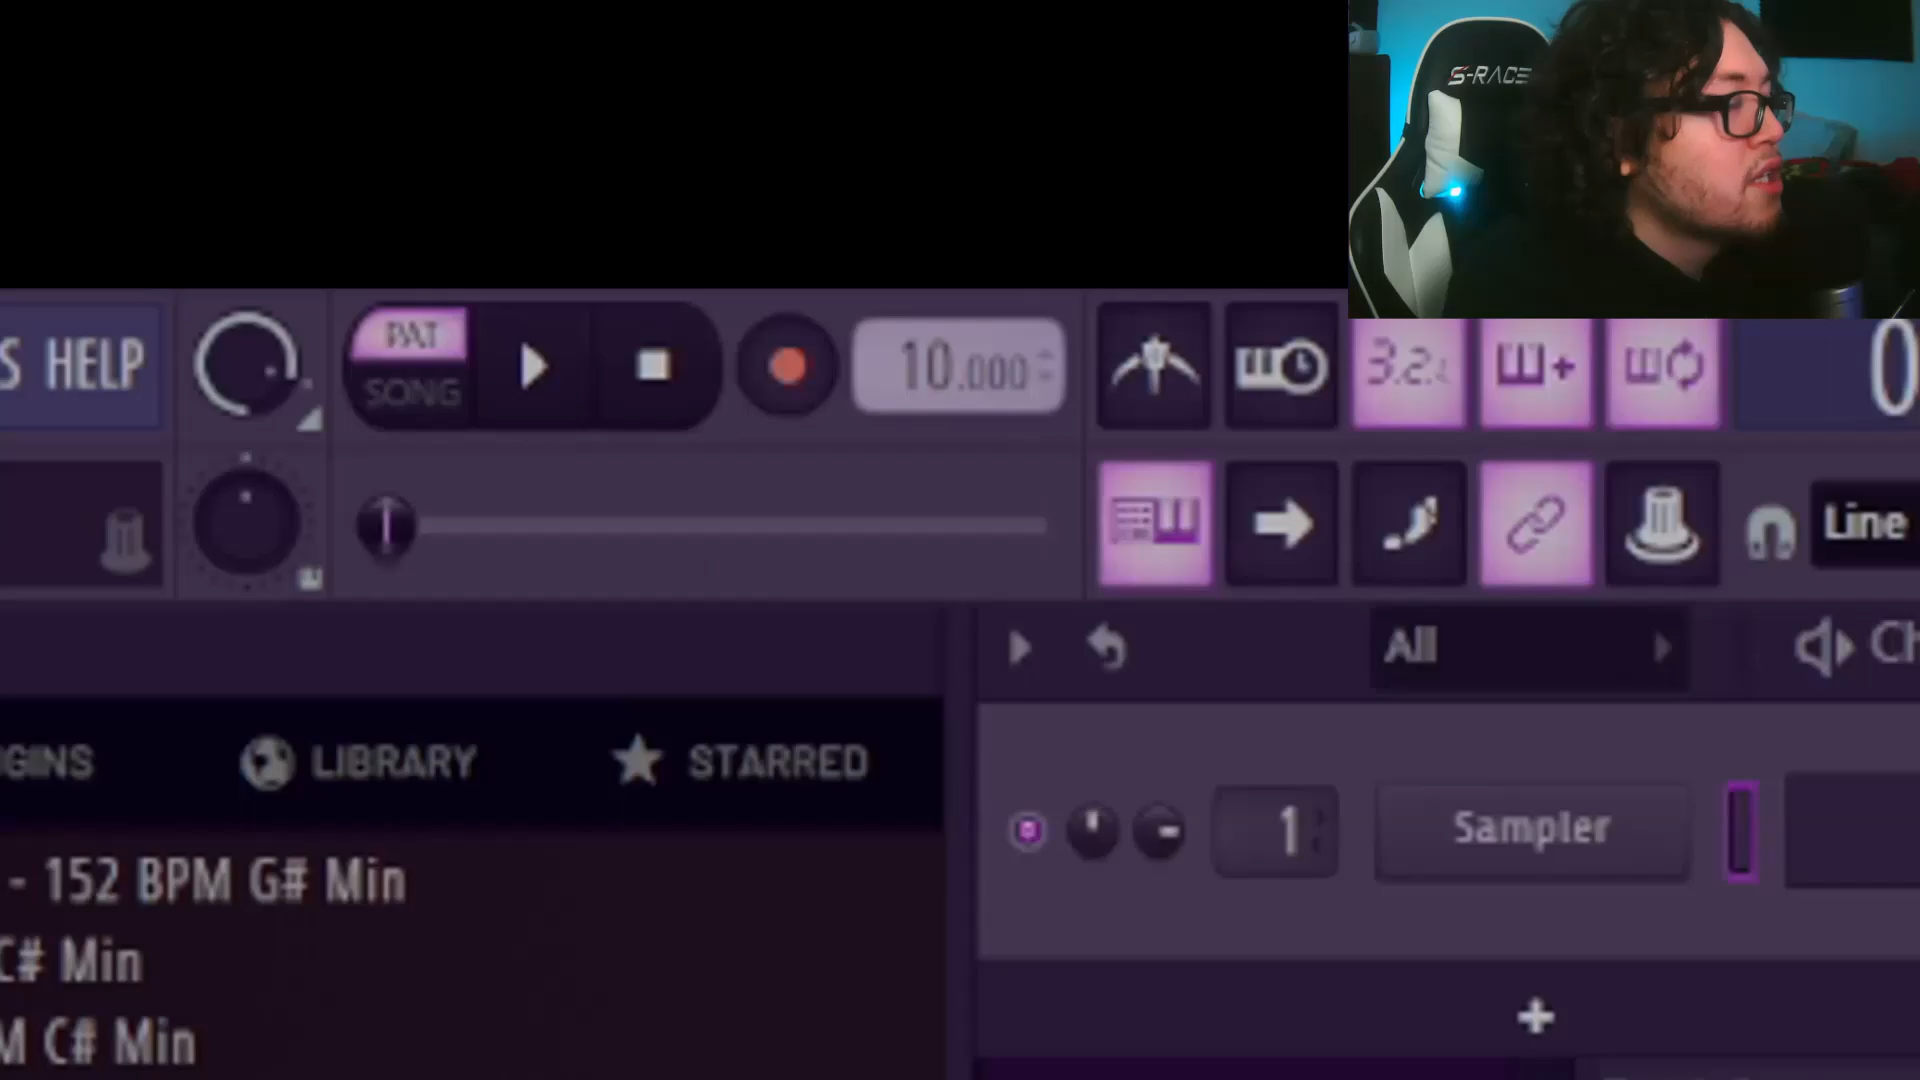 S-RACE
S HELP
PAT
SONG
10.000
3.2.
0
Line
All
Ch
GINS
LIBRARY
STARRED
1
Sampler
- 152 BPM G# Min
C# Min
M C# Min